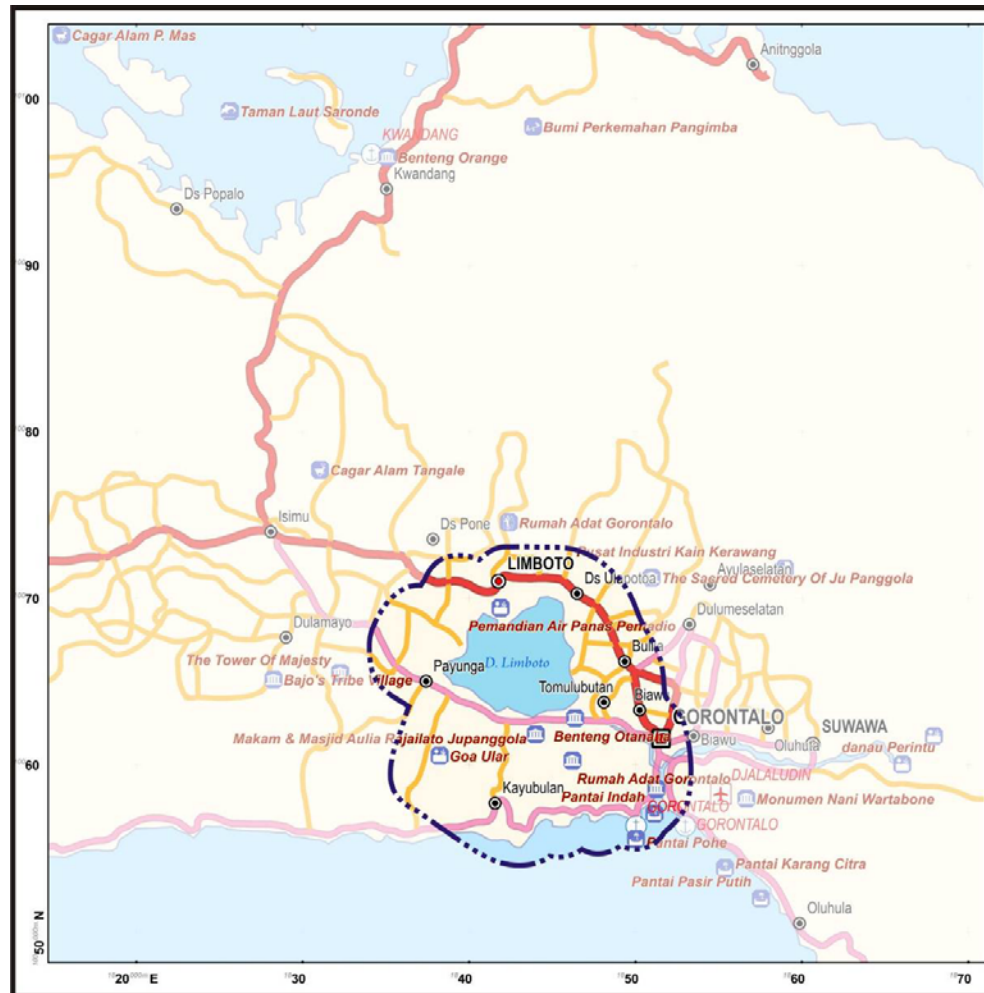 Cagar Alam P. Mas
Anitnggola
00
Taman Laut Saronde
KWANDANG
Bumi Perkemahan Pangimba
Benteng Orange
Kwandang
Ds Popalo
90
80
Cagar Alam Tangale
Isimu
Ds Pone
Rumah Adat Gorontalo
Pusat Industri Kain Kerawang
LIMBOTO
Ds Ulapotoa
The Sacred Cemetery Of Ju Panggola
Ayulaselatan
70
Dulamayo
Pemandian Air Panas Pentadio
Dulumeselatan
The Tower Of Majesty
Bajo's Tribe Village
Payunga
D. Limboto
Bulila
Tomulubutan
Biawu
GORONTALO
SUWAWA
Makam & Masjid Aulia Rajailato Jupanggola
Benteng Otanaha
Biawu
Oluhula
danau Perintu
Goa Ular
60
Rumah Adat Gorontalo
DJALALUDIN
Kayubulan
Pantai Indah
GORONTALO
Monumen Nani Wartabone
GORONTALO
Pantai Pohe
Pantai Karang Citra
Pantai Pasir Putih
Oluhula
50
N
20
E
30
40
50
60
70